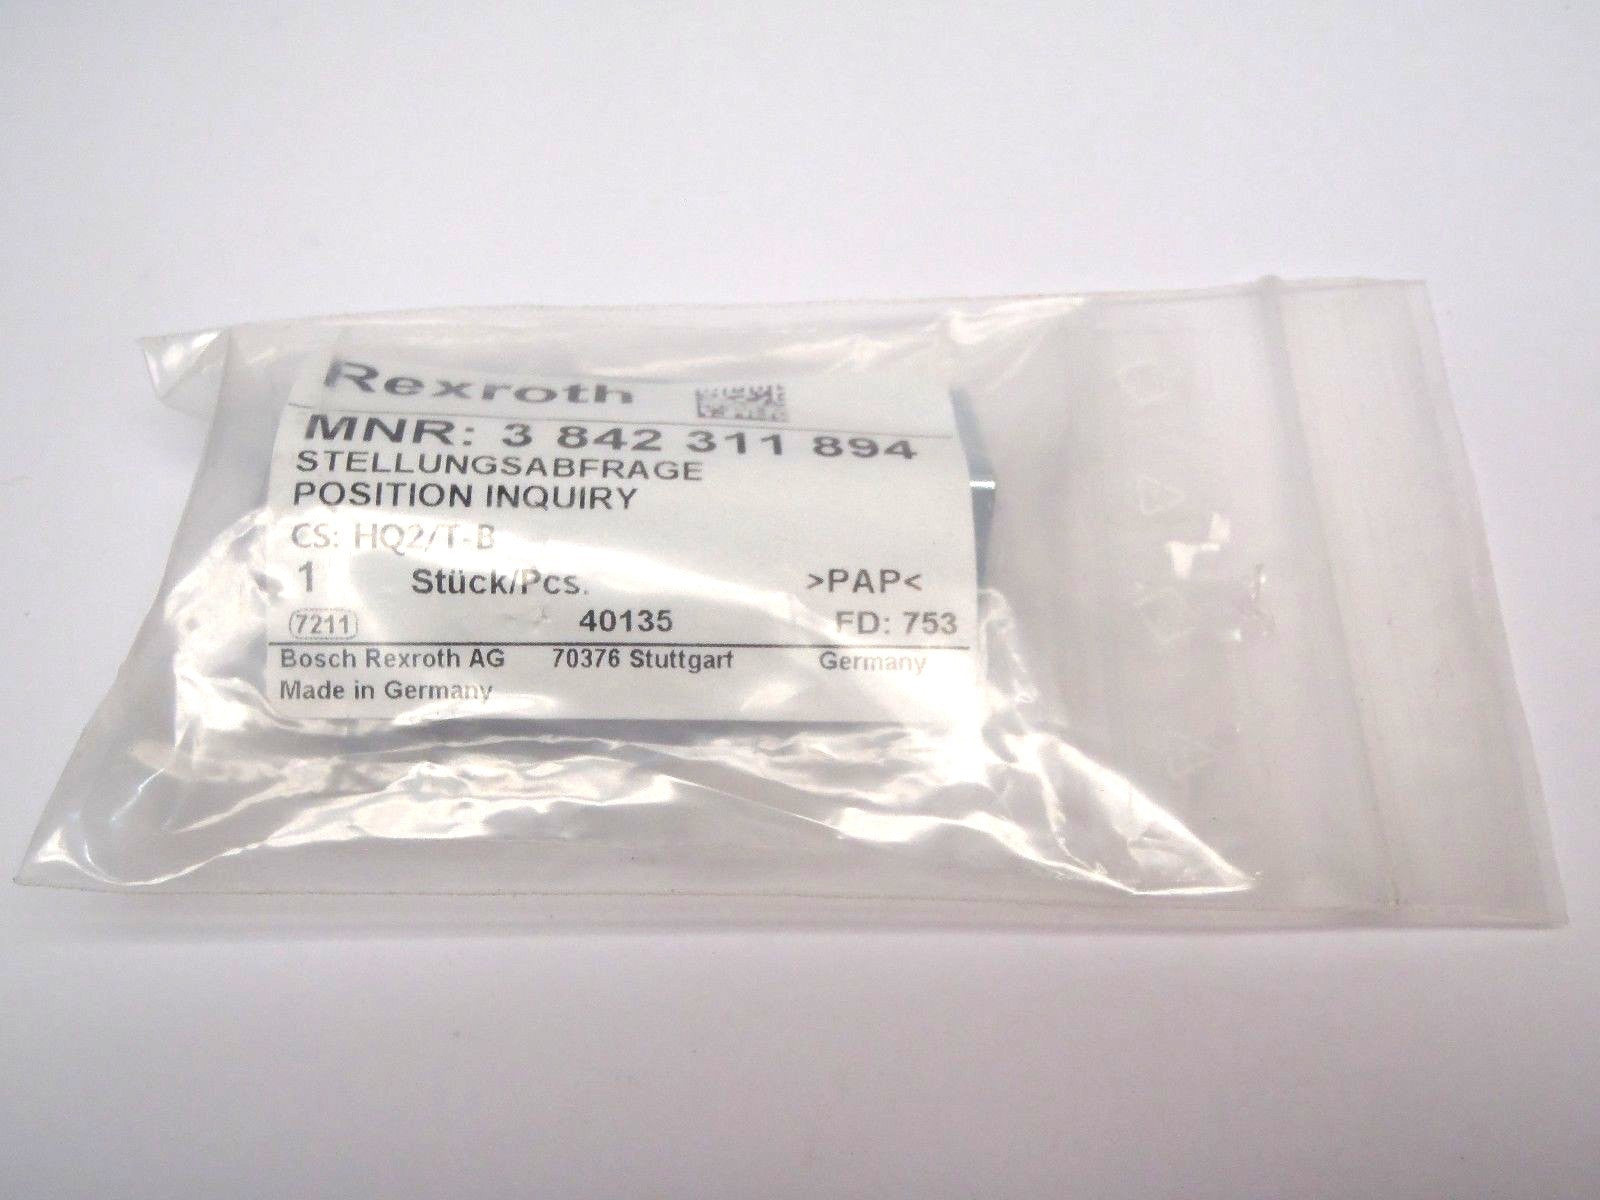 Rexroth
MNR: 3 842 311 894
STELLUNGSABFRAGE
POSITION INQUIRY
CS: HQ2/T-B
1 Stück/Pcs. >PAP<
7211 40135 FD: 753
Bosch Rexroth AG 70376 Stuttgart Germany
Made in Germany